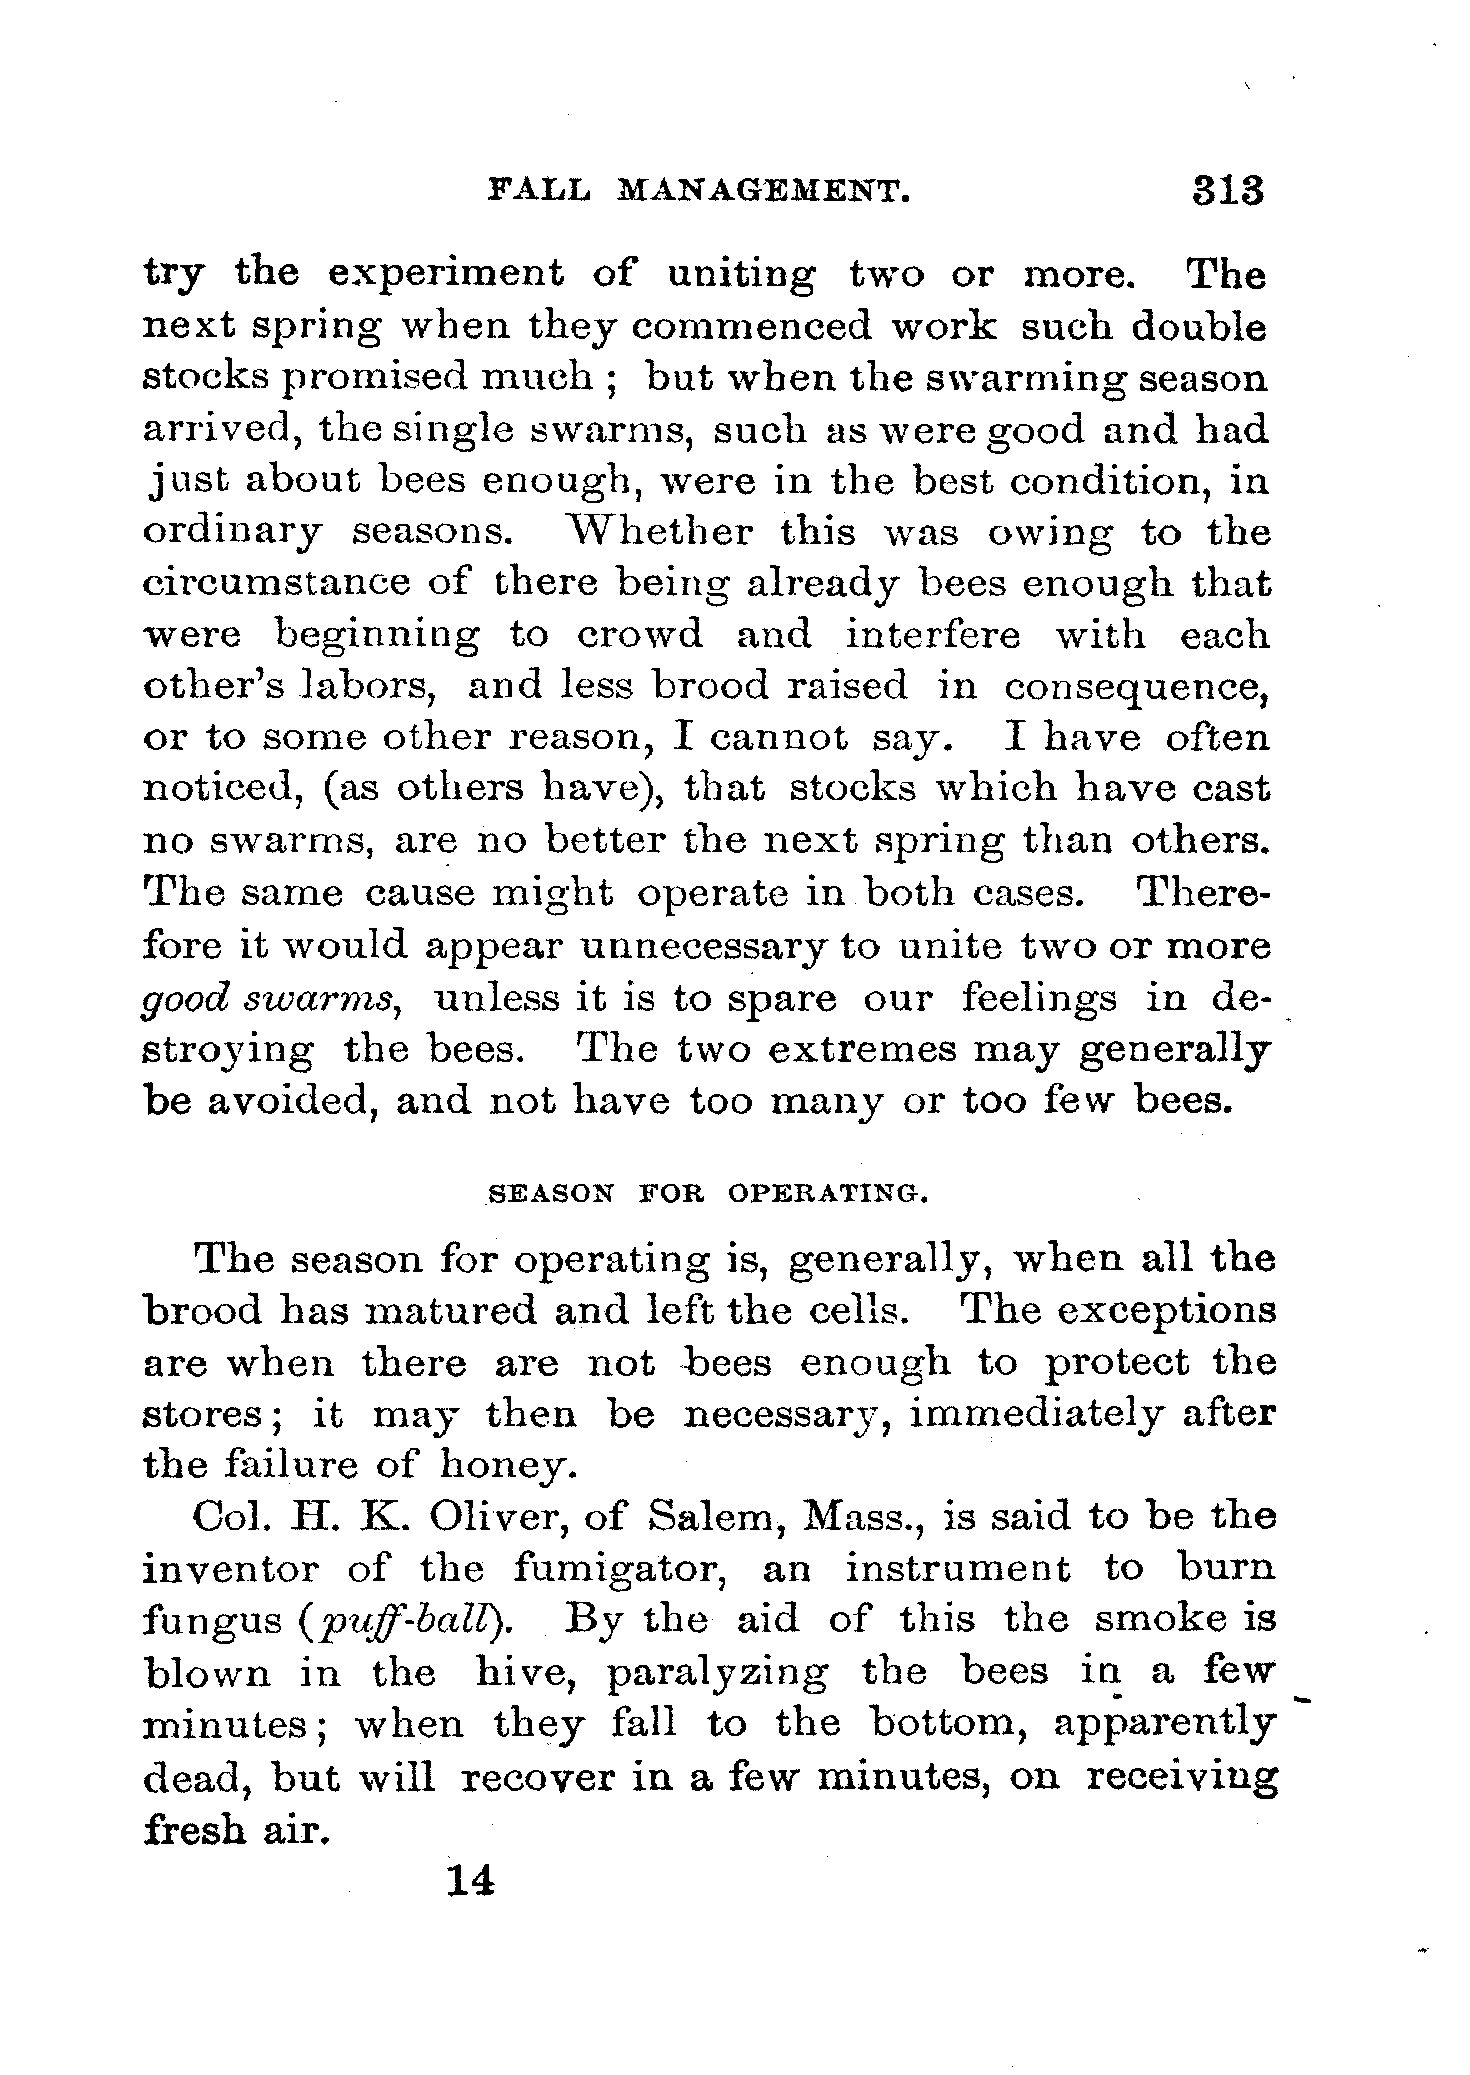 FALL MANAGEMENT. 313
try the experiment of uniting two or more. The
next spring when they commenced work such double
stocks promised much ; but when the swarming season
arrived, the single swarms, such as were good and had
just about bees enough, were in the best condition, in
ordinary seasons. Whether this was owing to the
circumstance of there being already bees enough that
were beginning to crowd and interfere with each
other's labors, and less brood raised in consequence,
or to some other reason, I cannot say. I have often
noticed, (as others have), that stocks which have cast
no swarms, are no better the next spring than others.
The same cause might operate in both cases. There-
fore it would appear unnecessary to unite two or more
good swarms, unless it is to spare our feelings in de-
stroying the bees. The two extremes may generally
be avoided, and not have too many or too few bees.
SEASON FOR OPERATING.
The season for operating is, generally, when all the
brood has matured and left the cells. The exceptions
are when there are not bees enough to protect the
stores; it may then be necessary, immediately after
the failure of honey.
Col. H. K. Oliver, of Salem, Mass., is said to be the
inventor of the fumigator, an instrument to burn
fungus (puff-ball). By the aid of this the smoke is
blown in the hive, paralyzing the bees in a few
minutes; when they fall to the bottom, apparently
dead, but will recover in a few minutes, on receiving
fresh air.
14